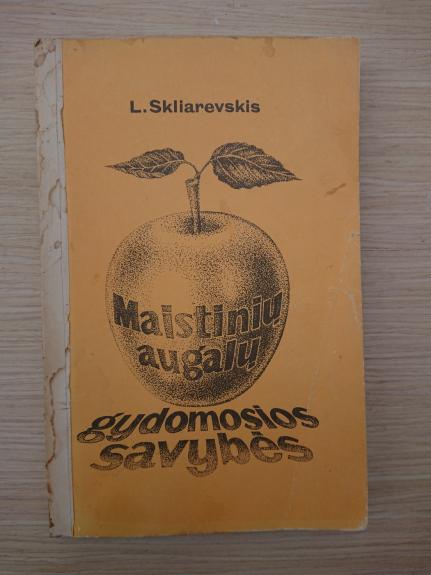 L.Skliarevskis
Maistinių
augalų
gydomosios
savybės